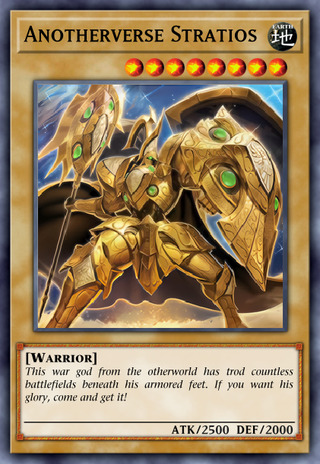 ANOTHERVERSE STRATIOS
EARTH
地
[WARRIOR]
This war god from the otherworld has trod countless
battlefields beneath his armored feet. If you want his
glory, come and get it!
ATK/2500 DEF/2000